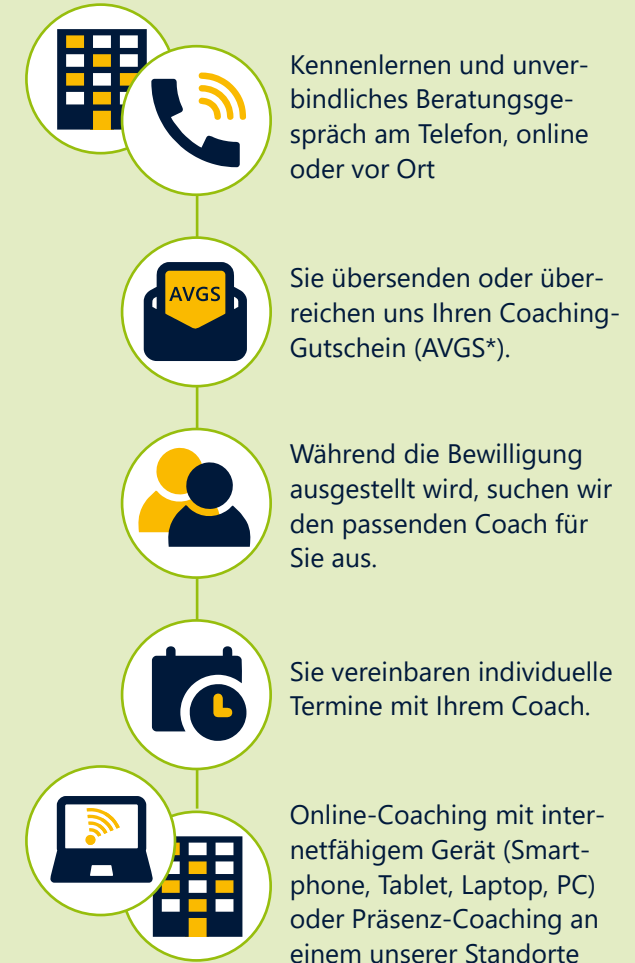 Kennenlernen und unver-
bindliches Beratungsge-
spräch am Telefon, online
oder vor Ort
AVGS
Sie übersenden oder über-
reichen uns Ihren Coaching-
Gutschein (AVGS*).
Während die Bewilligung
ausgestellt wird, suchen wir
den passenden Coach für
Sie aus.
Sie vereinbaren individuelle
Termine mit Ihrem Coach.
Online-Coaching mit inter-
netfähigem Gerät (Smart-
phone, Tablet, Laptop, PC)
oder Präsenz-Coaching an
einem unserer Standorte